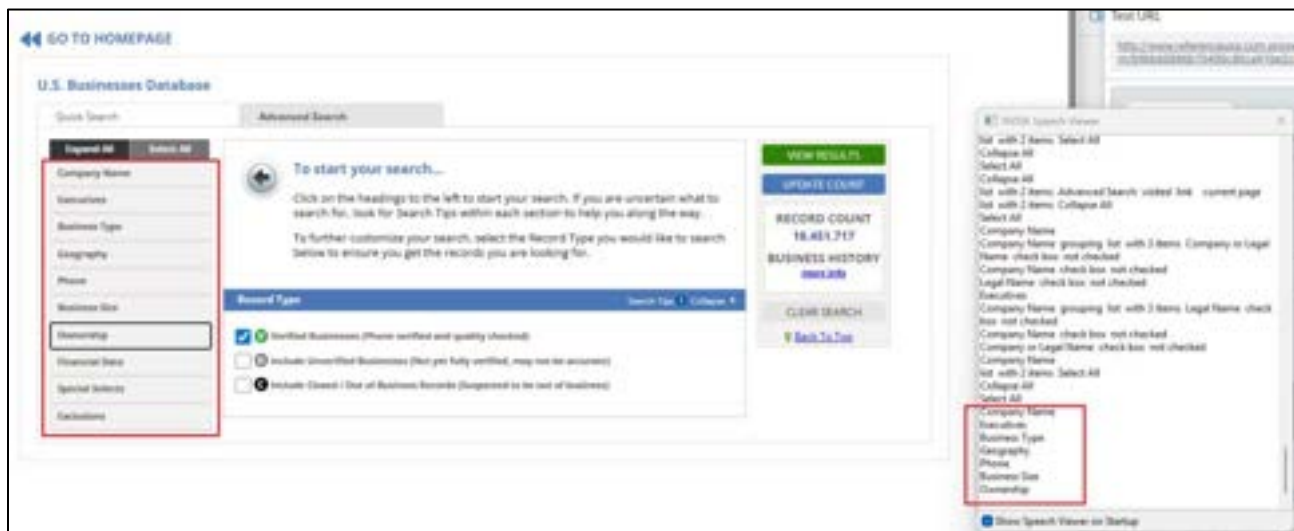 GO TO HOMEPAGE
U.S. Businesses Database
Quick Search
Advanced Search
Expand All
Select All
Company Name
Executives
Business Type
Geography
Phone
Business Size
Ownership
Financial Data
Special Selects
Exclusions
To start your search...
Click on the headings to the left to start your search. If you are uncertain what to
search for, look for Search Tips within each section to help you along the way.
To further customize your search, select the Record Type you would like to search
below to ensure you get the records you are looking for.
Record Type
Search Tips
Collapse
Verified Businesses (Phone verified and quality checked)
Include Unverified Businesses (Not yet fully verified, may not be accurate)
Include Closed / Out of Business Records (Suspected to be out of business)
VIEW RESULTS
UPDATE COUNT
RECORD COUNT
BUSINESS HISTORY
more info
CLEAR SEARCH
Back To Top
Test URL
NVDA Speech Viewer
list with 2 items Select All
Collapse All
Select All
Collapse All
list with 2 items Advanced Search visited link current page
list with 2 items Collapse All
Select All
Company Name
Company Name grouping list with 3 items Company or Legal
Name check box not checked
Company Name check box not checked
Legal Name check box not checked
Executives
Company Name grouping list with 3 items Legal Name check
box not checked
Company Name check box not checked
Company or Legal Name check box not checked
Company Name
list with 2 items Select All
Collapse All
Select All
Company Name
Executives
Business Type
Geography
Phone
Business Size
Ownership
Show Speech Viewer on Startup